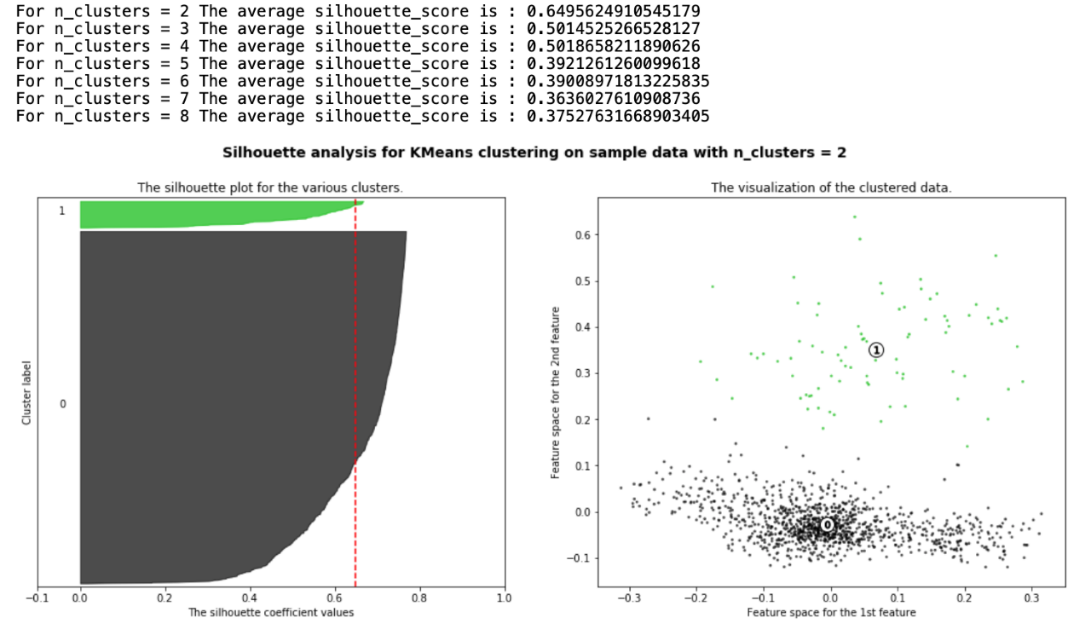 For n_clusters = 2 The average silhouette_score is : 0.6495624910545179
For n_clusters = 3 The average silhouette_score is : 0.5014525266528127
For n_clusters = 4 The average silhouette_score is : 0.5018658211890626
For n_clusters = 5 The average silhouette_score is : 0.3921261260099618
For n_clusters = 6 The average silhouette_score is : 0.39008971813225835
For n_clusters = 7 The average silhouette_score is : 0.3636027610908736
For n_clusters = 8 The average silhouette_score is : 0.37527631668903405
Silhouette analysis for KMeans clustering on sample data with n_clusters = 2
The silhouette plot for the various clusters.
1
0
Cluster label
−0.1 0.0 0.2 0.4 0.6 0.8 1.0
The silhouette coefficient values
The visualization of the clustered data.
0.6
0.5
0.4
0.3
0.2
0.1
0.0
−0.1
Feature space for the 2nd feature
1
0
−0.3 −0.2 −0.1 0.0 0.1 0.2 0.3
Feature space for the 1st feature